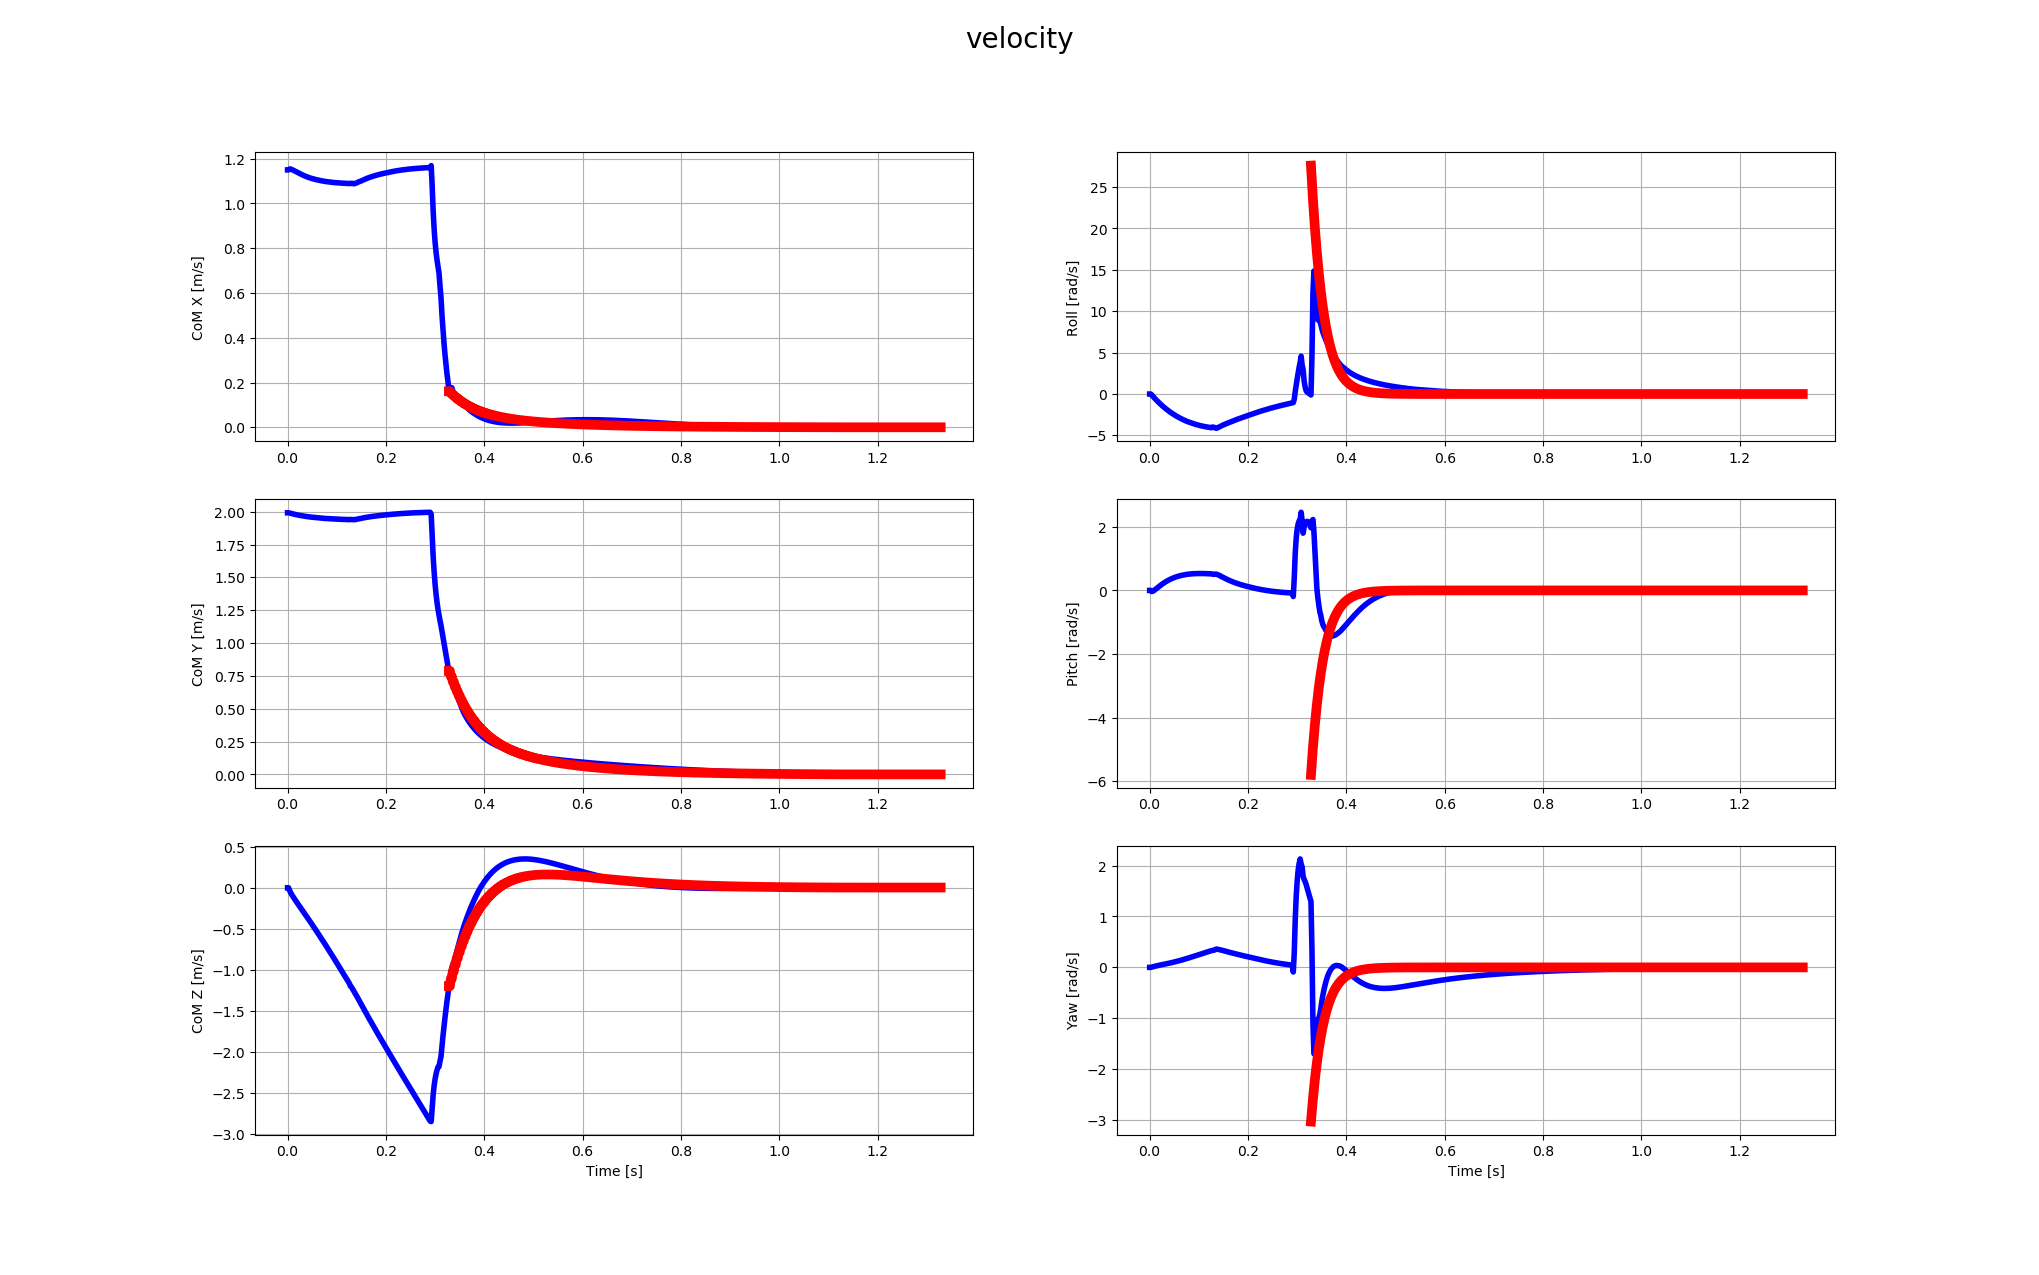 velocity
1.2
1.0
0.8
0.6
0.4
0.2
0.0
CoM X [m/s]
0.0 0.2 0.4 0.6 0.8 1.0 1.2
25
20
15
10
5
0
−5
Roll [rad/s]
0.0 0.2 0.4 0.6 0.8 1.0 1.2
2.00
1.75
1.50
1.25
1.00
0.75
0.50
0.25
0.00
CoM Y [m/s]
0.0 0.2 0.4 0.6 0.8 1.0 1.2
2
0
−2
−4
−6
Pitch [rad/s]
0.0 0.2 0.4 0.6 0.8 1.0 1.2
0.5
0.0
−0.5
−1.0
−1.5
−2.0
−2.5
−3.0
CoM Z [m/s]
0.0 0.2 0.4 0.6 0.8 1.0 1.2
Time [s]
2
1
0
−1
−2
−3
Yaw [rad/s]
0.0 0.2 0.4 0.6 0.8 1.0 1.2
Time [s]